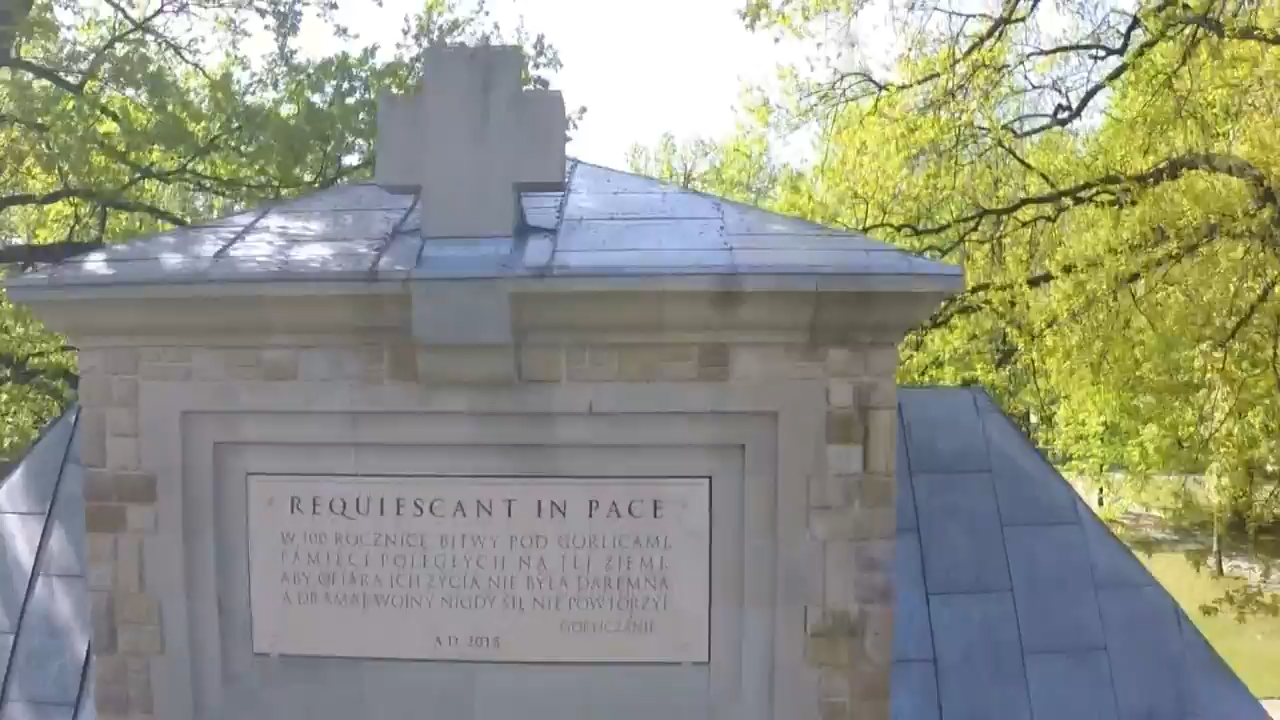 REQUIESCANT IN PACE
W 100 ROCZNICĘ BITWY POD GORLICAMI,
PAMIĘCI POLEGŁYCH NA TEJ ZIEMI,
ABY OFIARA ICH ŻYCIA NIE BYŁA DAREMNA
A DRAMAT WOJNY NIGDY SIĘ NIE POWTÓRZYŁ
GORLICZANIE
A.D. 2015